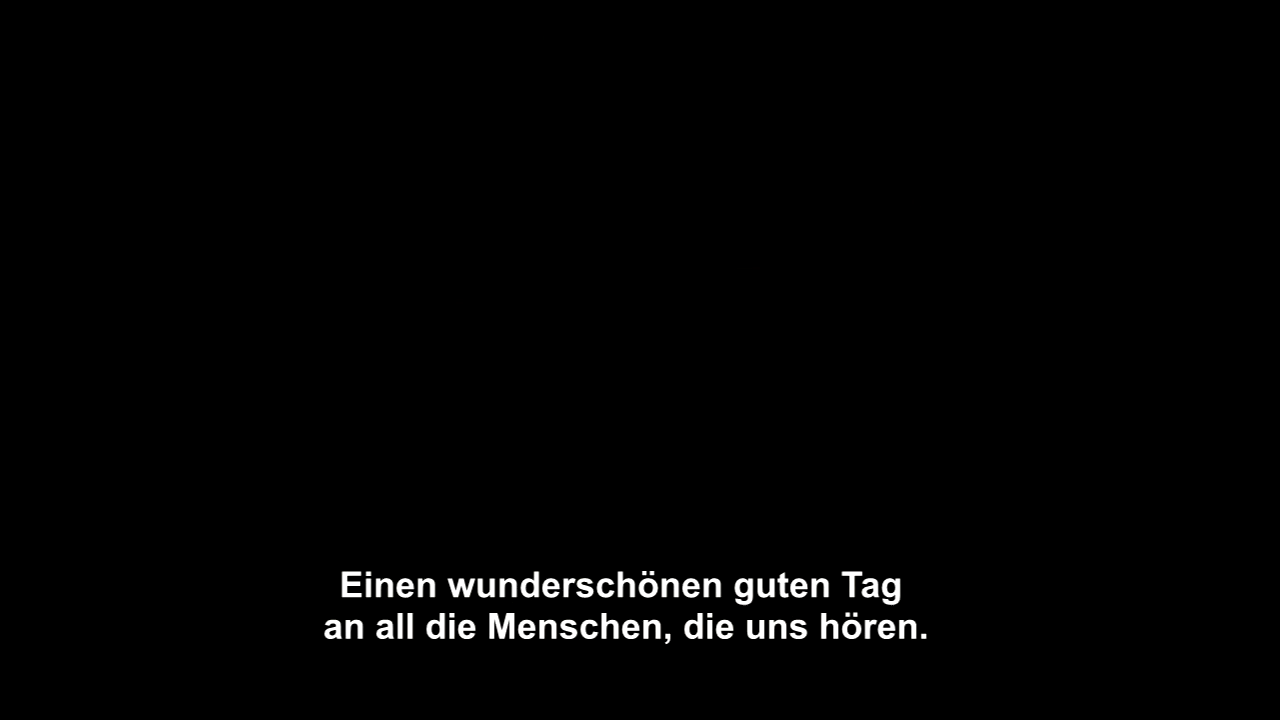 Einen wunderschönen guten Tag
an all die Menschen, die uns hören.